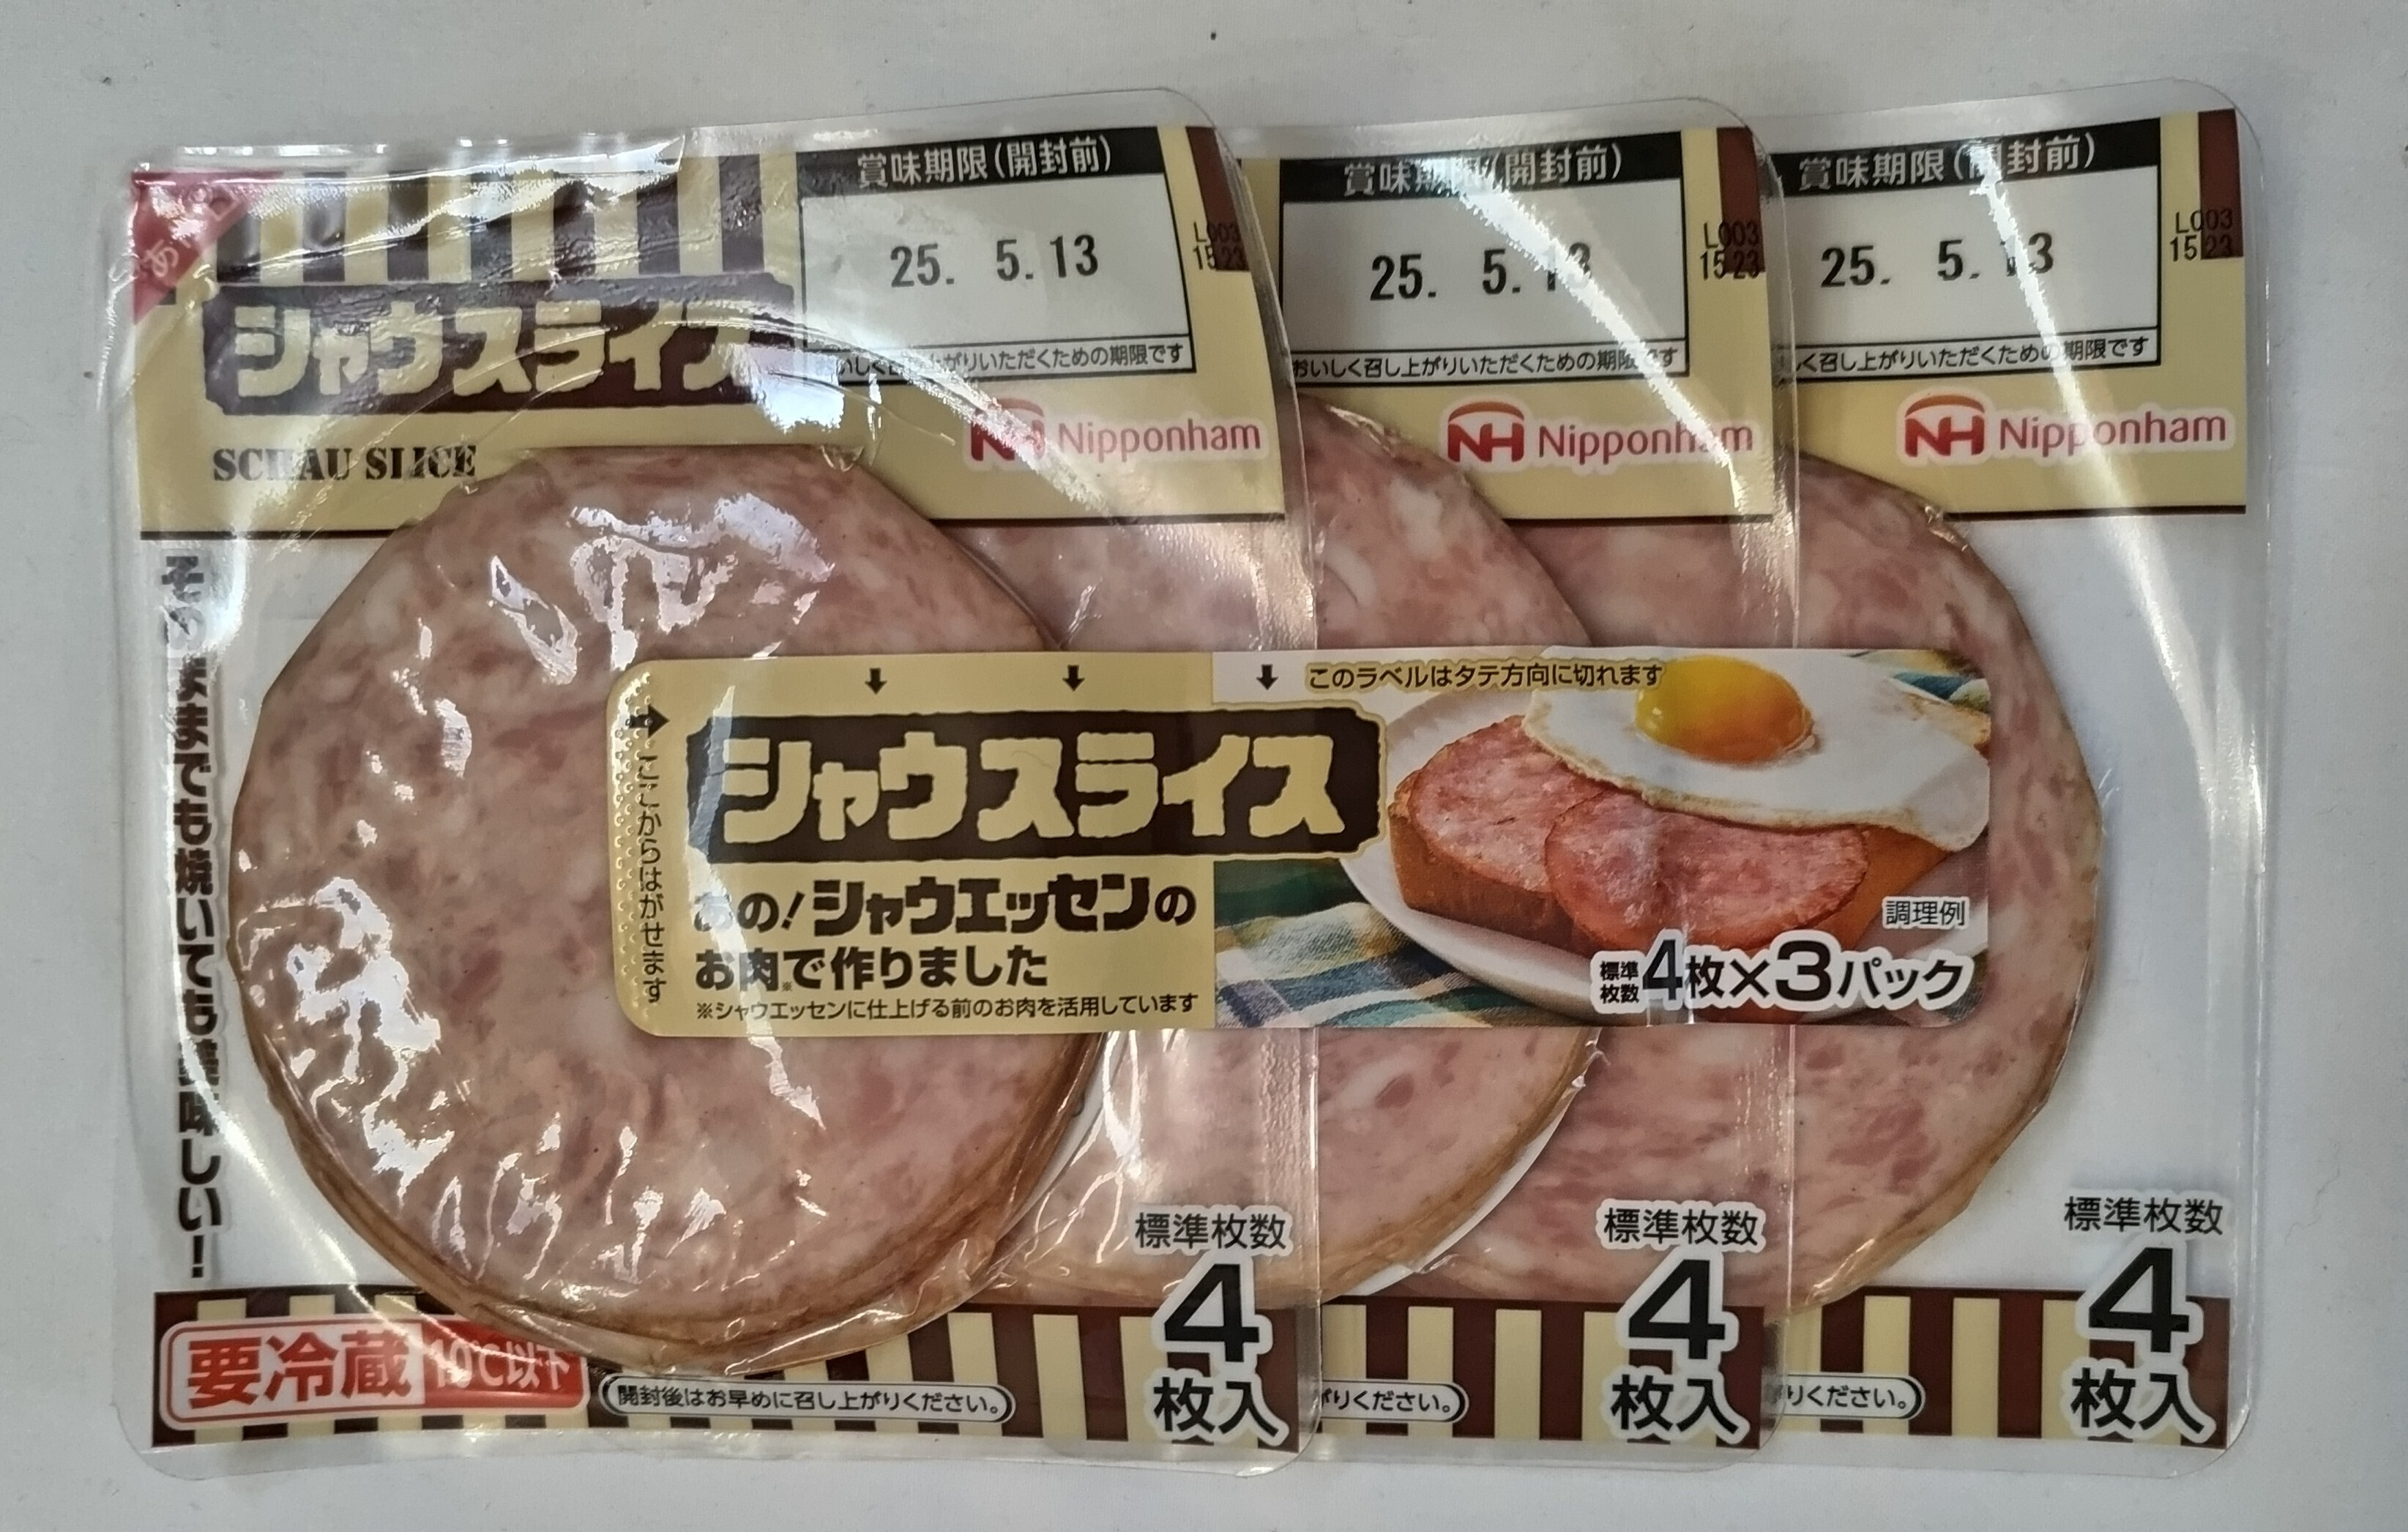 賞味期限(開封前)
25. 5.13
L003
1523
いしく召し上がりいただくための期限です
Nipponham
賞味期限(開封前)
25. 5.13
L003
1523
おいしく召し上がりいただくための期限です
Nipponham
賞味期限(開封前)
25. 5.13
L003
1523
しく召し上がりいただくための期限です
Nipponham
シャウスライス
SCHAU SLICE
そのままでも焼いても美味しい!
このラベルはタテ方向に切れます
ここからはがせます
シャウスライス
あの!シャウエッセンの
お肉※で作りました
※シャウエッセンに仕上げる前のお肉を活用しています
調理例
標準枚数4枚×3パック
標準枚数
4
枚入
標準枚数
4
枚入
標準枚数
4
枚入
要冷蔵 10℃以下
開封後はお早めに召し上がりください。
がりください。
りください。